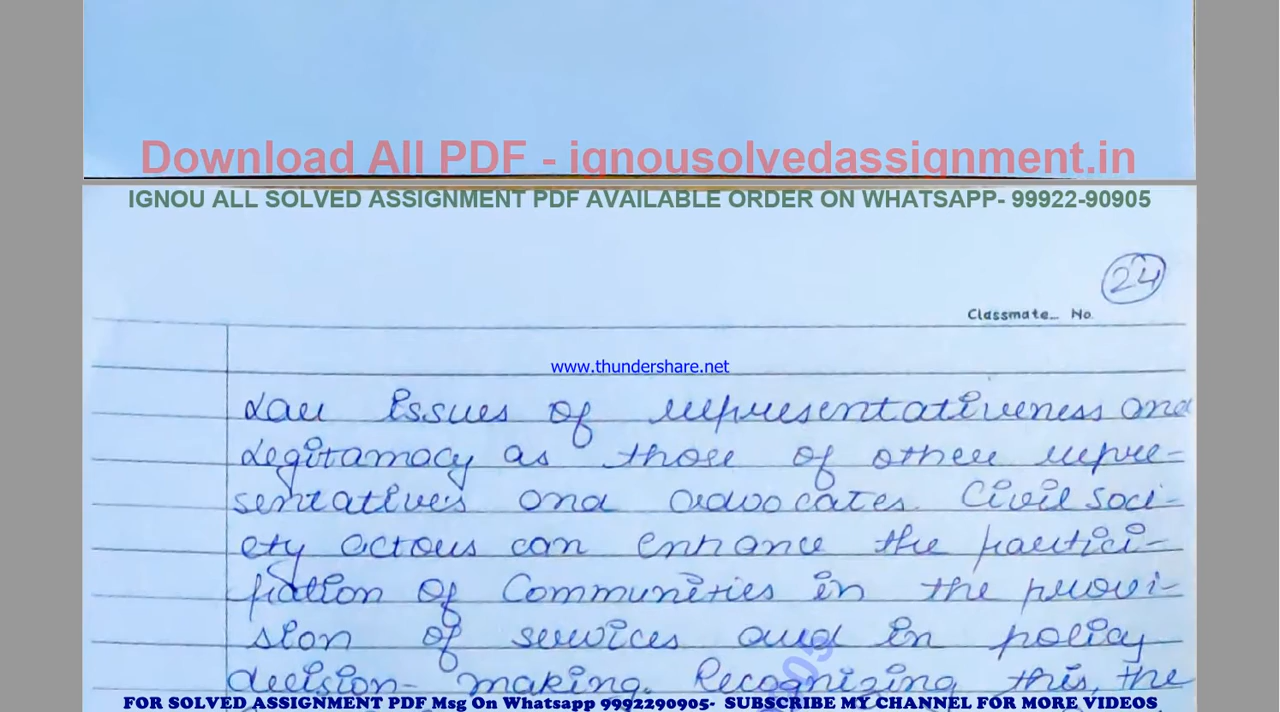 Download All PDF - ignousolvedassignment.in
IGNOU ALL SOLVED ASSIGNMENT PDF AVAILABLE ORDER ON WHATSAPP- 99922-90905
24
Classmate_ No.
www.thundershare.net
issues of representativeness and
legitamacy as those of other repre-
sentatives and advocates. Civil soci-
ety actors can enhance the partici-
pation of Communities in the provi-
sion of services and in policy
decision- making. Recognizing this, the
FOR SOLVED ASSIGNMENT PDF Msg On Whatsapp 9992290905- SUBSCRIBE MY CHANNEL FOR MORE VIDEOS